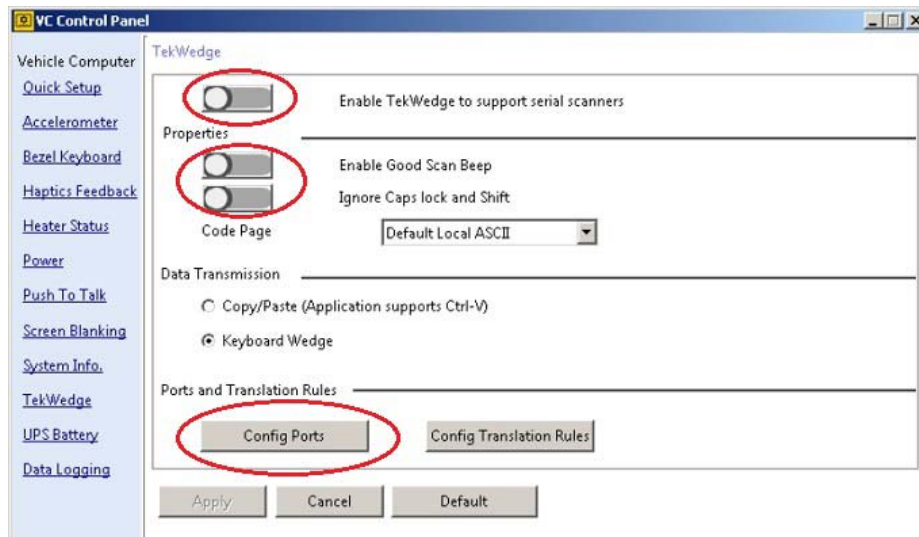 VC Control Panel
Vehicle Computer
Quick Setup
Accelerometer
Bezel Keyboard
Haptics Feedback
Heater Status
Power
Push To Talk
Screen Blanking
System Info.
TekWedge
UPS Battery
Data Logging
TekWedge
Enable TekWedge to support serial scanners
Properties
Enable Good Scan Beep
Ignore Caps lock and Shift
Code Page Default Local ASCII
Data Transmission
Copy/Paste (Application supports Ctrl-V)
Keyboard Wedge
Ports and Translation Rules
Config Ports Config Translation Rules
Apply Cancel Default